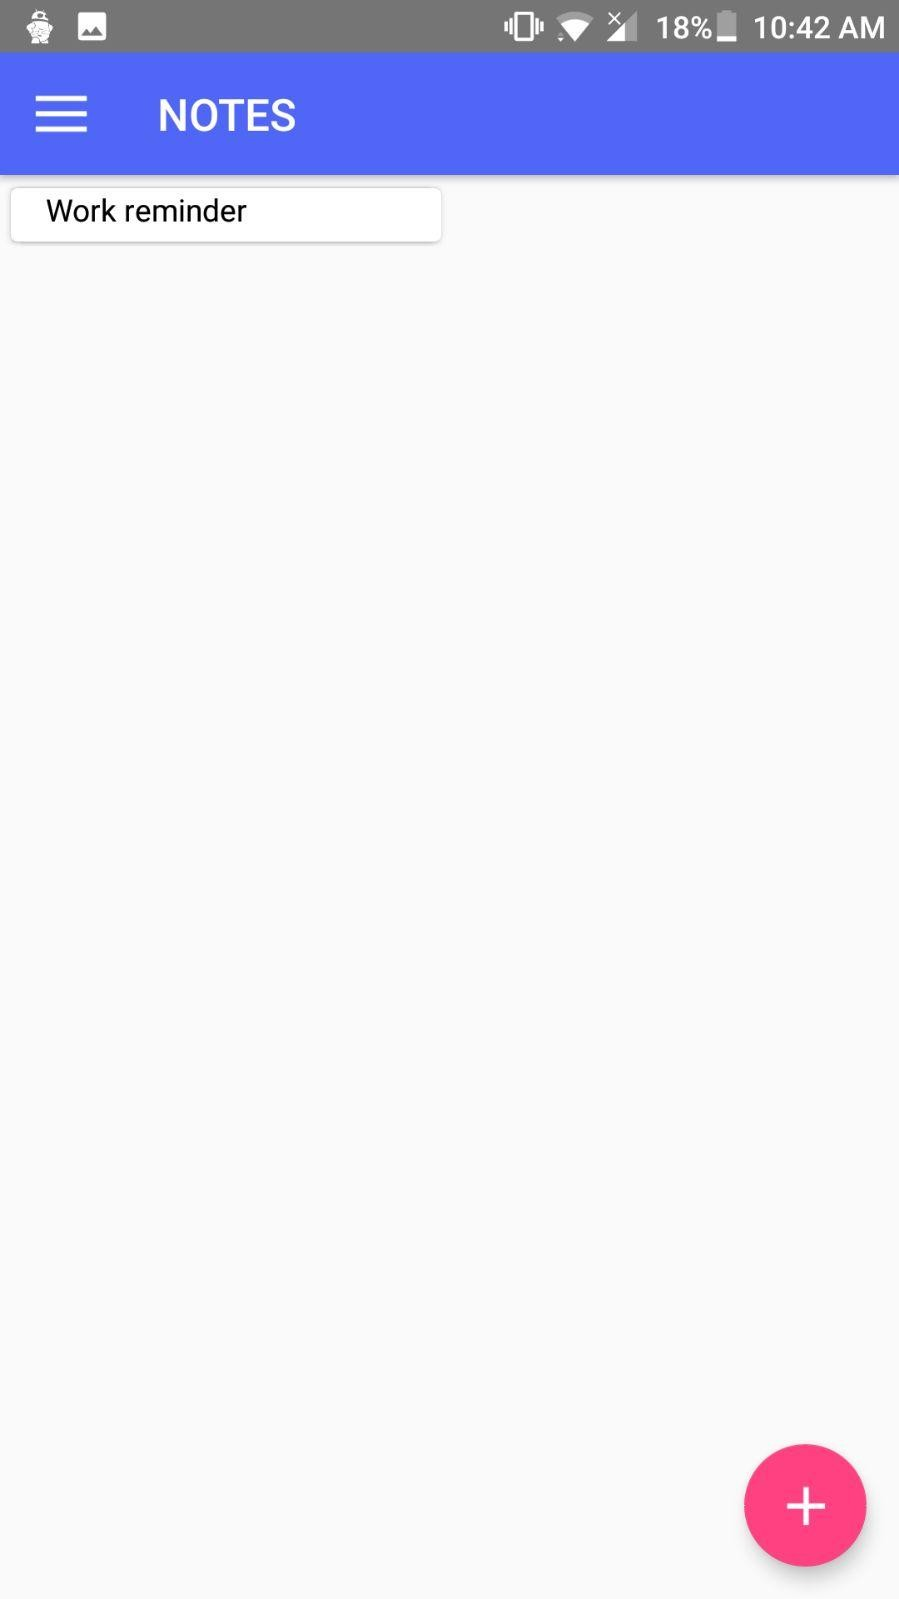 18% 10:42 AM
NOTES
Work reminder